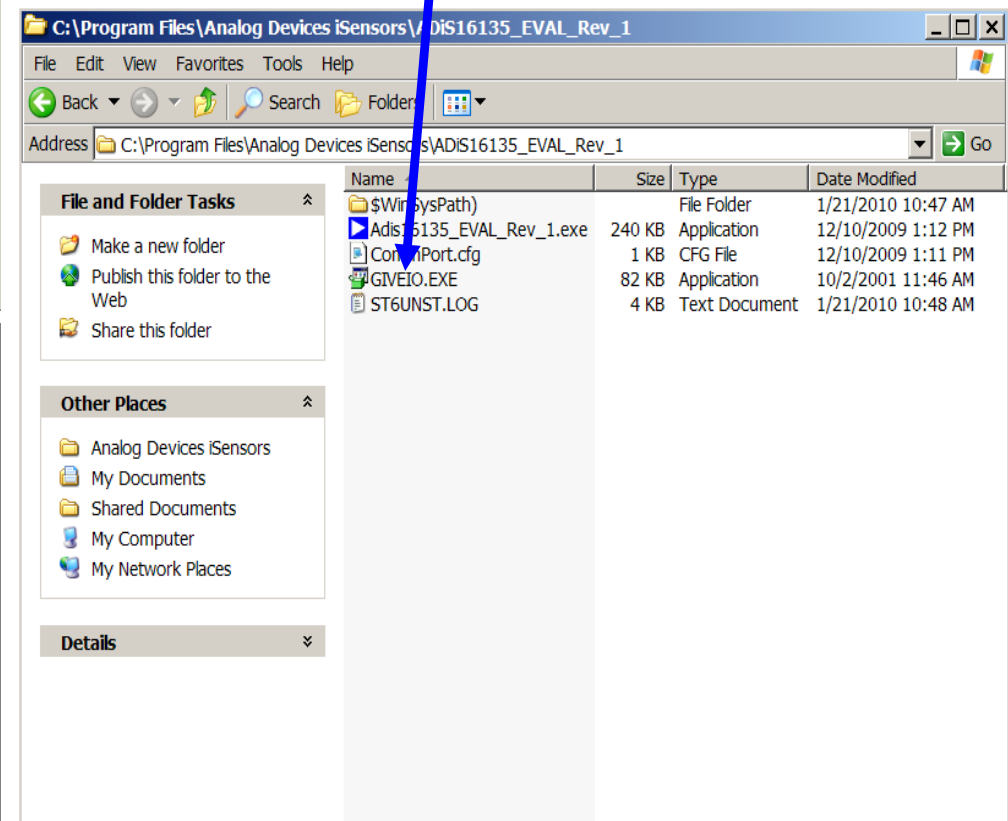 C:\Program Files\Analog Devices iSensors\ADiS16135_EVAL_Rev_1
File Edit View Favorites Tools Help
Back Search Folders
Address C:\Program Files\Analog Devices iSensors\ADiS16135_EVAL_Rev_1 Go
Name Size Type Date Modified
$WinSysPath) File Folder 1/21/2010 10:47 AM
Adis16135_EVAL_Rev_1.exe 240 KB Application 12/10/2009 1:12 PM
CommPort.cfg 1 KB CFG File 12/10/2009 1:11 PM
GIVEIO.EXE 82 KB Application 10/2/2001 11:46 AM
ST6UNST.LOG 4 KB Text Document 1/21/2010 10:48 AM
File and Folder Tasks
Make a new folder
Publish this folder to the
Web
Share this folder
Other Places
Analog Devices iSensors
My Documents
Shared Documents
My Computer
My Network Places
Details